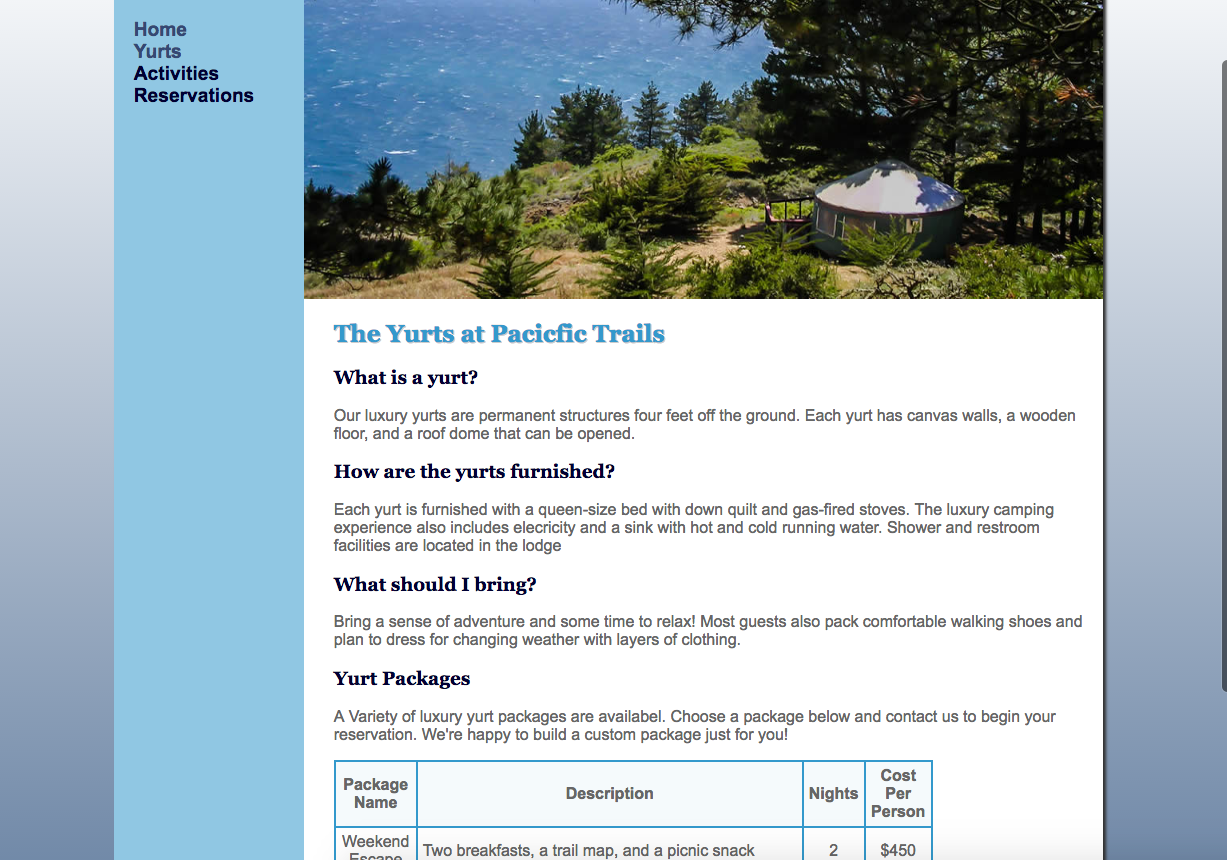 Home
Yurts
Activities
Reservations
The Yurts at Pacicfic Trails
What is a yurt?
Our luxury yurts are permanent structures four feet off the ground. Each yurt has canvas walls, a wooden
floor, and a roof dome that can be opened.
How are the yurts furnished?
Each yurt is furnished with a queen-size bed with down quilt and gas-fired stoves. The luxury camping
experience also includes elecricity and a sink with hot and cold running water. Shower and restroom
facilities are located in the lodge
What should I bring?
Bring a sense of adventure and some time to relax! Most guests also pack comfortable walking shoes and
plan to dress for changing weather with layers of clothing.
Yurt Packages
A Variety of luxury yurt packages are availabel. Choose a package below and contact us to begin your
reservation. We're happy to build a custom package just for you!
Package
Name
Description
Nights
Cost
Per
Person
Weekend
Escape
Two breakfasts, a trail map, and a picnic snack
2
$450